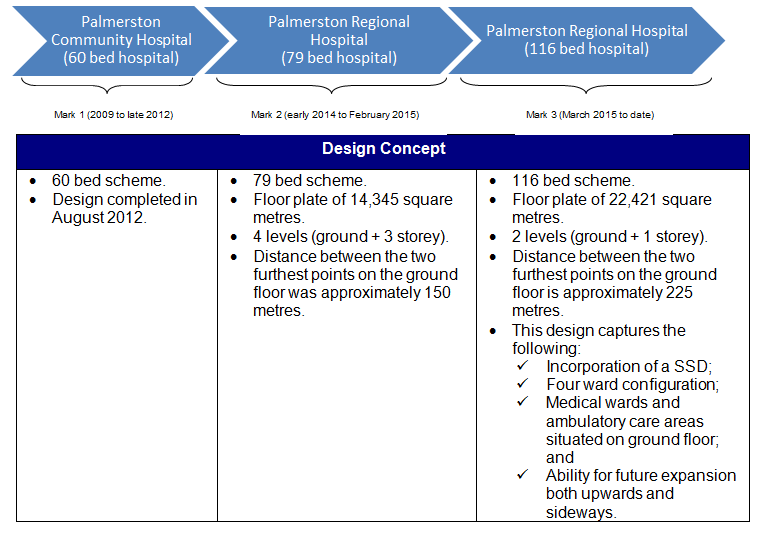 Palmerston
Community Hospital
(60 bed hospital)
Palmerston Regional
Hospital
(79 bed hospital)
Palmerston Regional Hospital
(116 bed hospital)
Mark 1 (2009 to late 2012)
Mark 2 (early 2014 to February 2015)
Mark 3 (March 2015 to date)
Design Concept
• 60 bed scheme.
• Design completed in
August 2012.
• 79 bed scheme.
• Floor plate of 14,345 square
metres.
• 4 levels (ground + 3 storey).
• Distance between the two
furthest points on the ground
floor was approximately 150
metres.
• 116 bed scheme.
• Floor plate of 22,421 square
metres.
• 2 levels (ground + 1 storey).
• Distance between the two
furthest points on the ground
floor is approximately 225
metres.
• This design captures the
following:
✓ Incorporation of a SSD;
✓ Four ward configuration;
✓ Medical wards and
ambulatory care areas
situated on ground floor;
and
✓ Ability for future expansion
both upwards and
sideways.